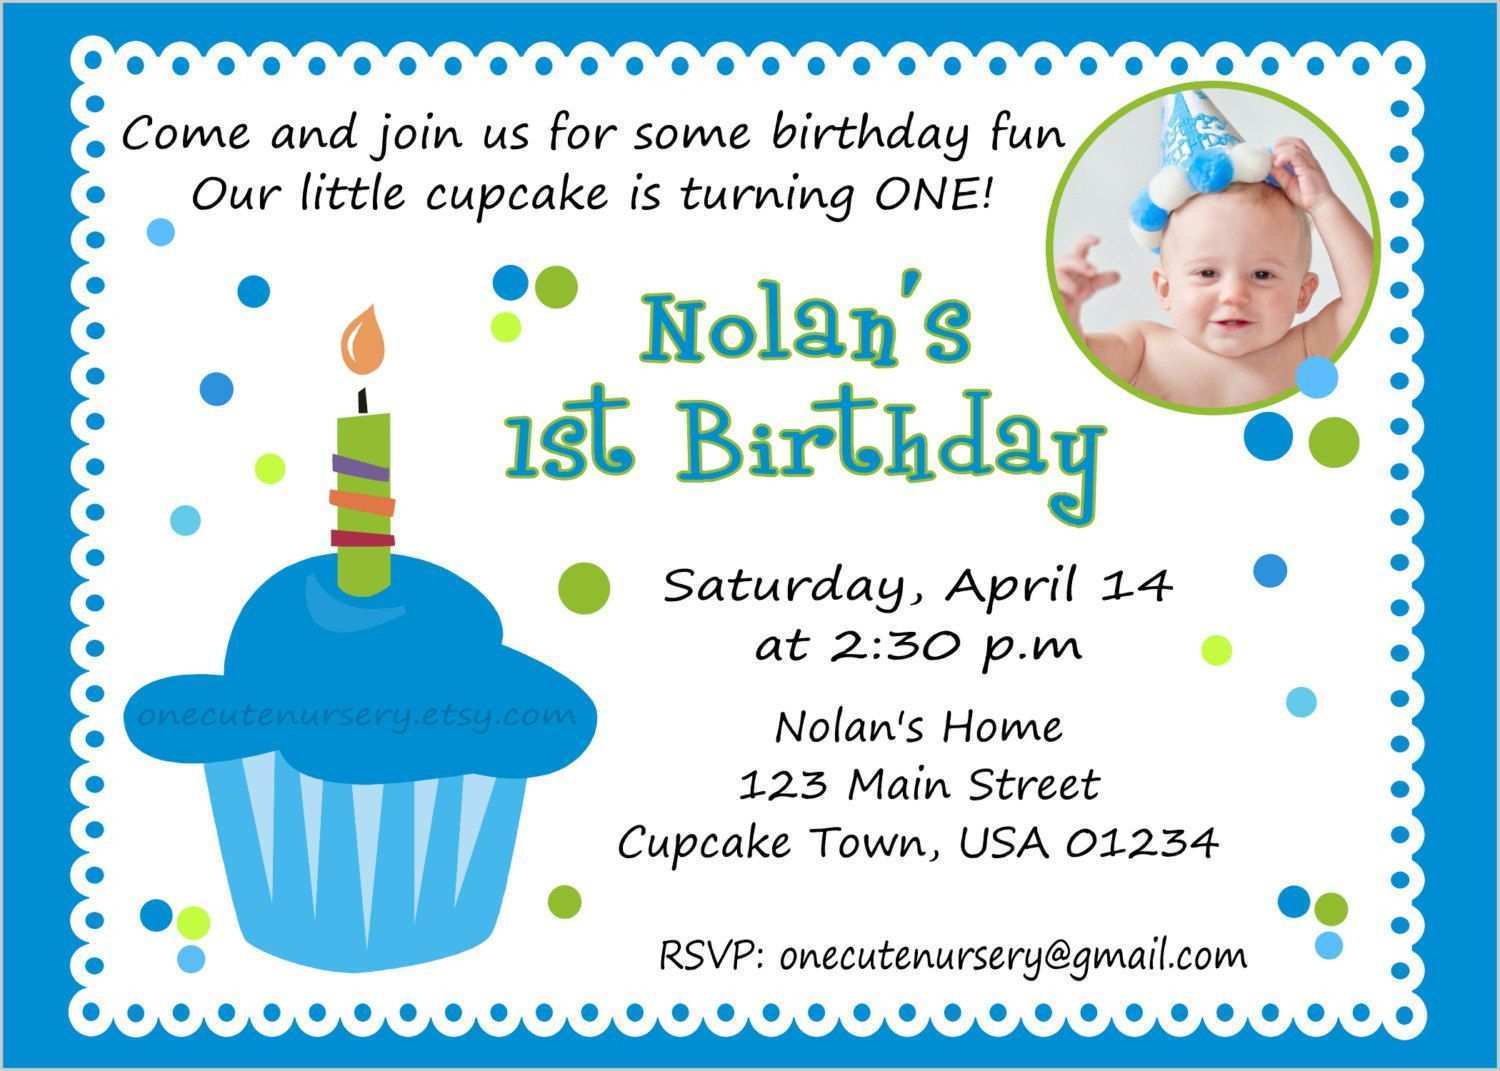 Come and join us for some birthday fun
Our little cupcake is turning ONE!
Nolan's
1st Birthday
Saturday, April 14
at 2:30 p.m
onecutenursery.etsy.com
Nolan's Home
123 Main Street
Cupcake Town, USA 01234
RSVP: onecutenursery@gmail.com